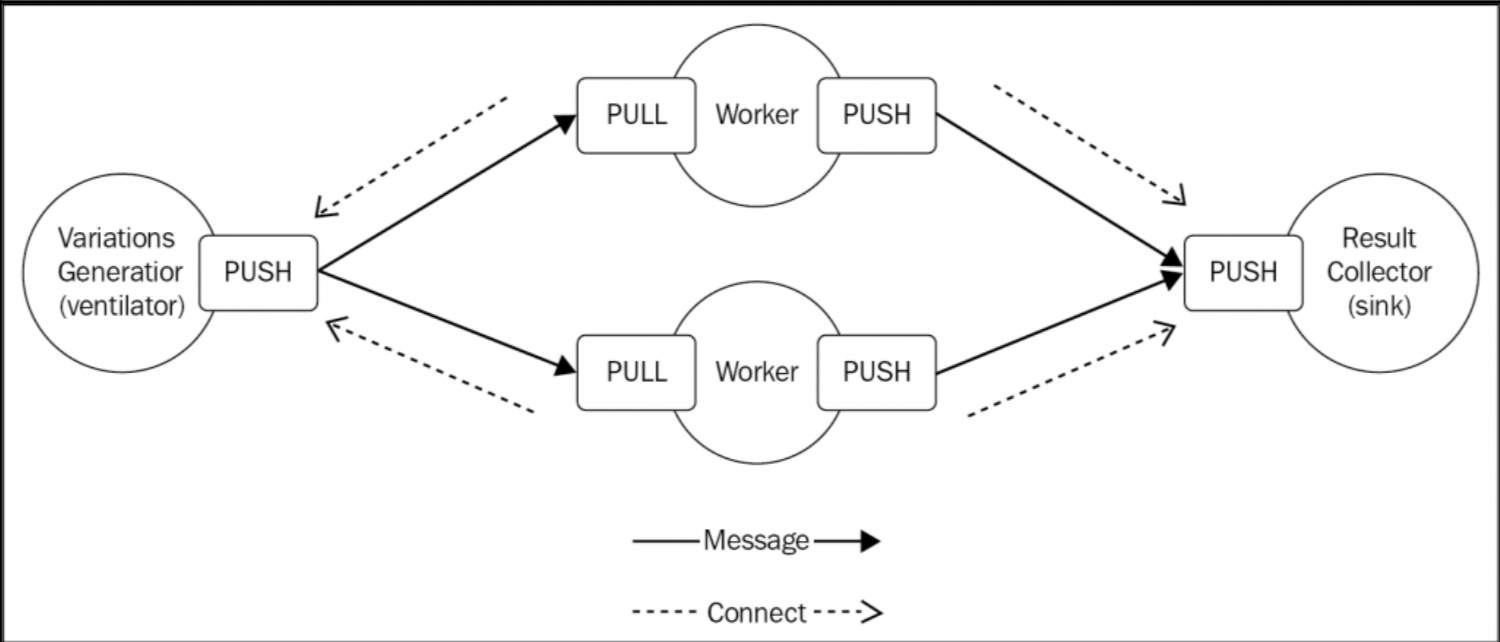 PULL
Worker
PUSH
Variations
Generatior
(ventilator)
PUSH
PUSH
Result
Collector
(sink)
PULL
Worker
PUSH
Message
Connect